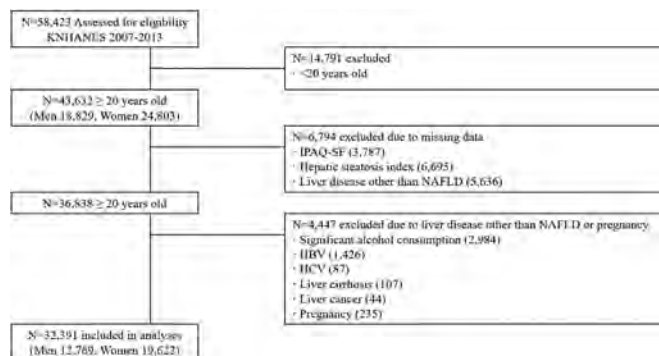 N=58,423 Assessed for eligibility
KNHANES 2007-2013
N=14,791 excluded
· <20 years old
N=43,632 ≥ 20 years old
(Men 18,829, Women 24,803)
N=6,794 excluded due to missing data
· IPAQ-SF (3,787)
· Hepatic steatosis index (6,695)
· Liver disease other than NAFLD (5,636)
N=36,838 ≥ 20 years old
N=4,447 excluded due to liver disease other than NAFLD or pregnancy
· Significant alcohol consumption (2,984)
· HBV (1,426)
· HCV (87)
· Liver cirrhosis (107)
· Liver cancer (44)
· Pregnancy (235)
N=32,391 included in analyses
(Men 12,769, Women 19,622)